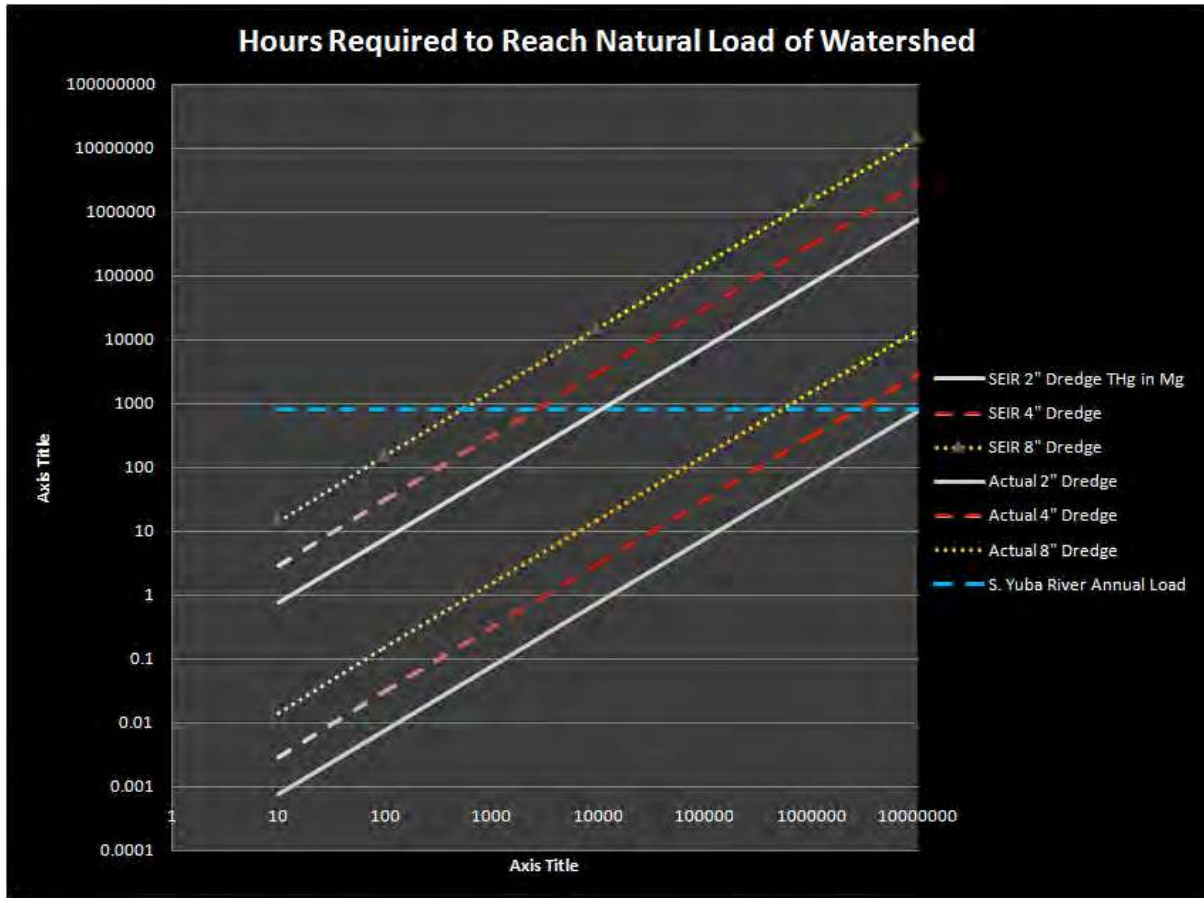 Hours Required to Reach Natural Load of Watershed
100000000
10000000
1000000
100000
10000
1000
100
10
1
0.1
0.01
0.001
0.0001
Axis Title
1 10 100 1000 10000 100000 1000000 10000000
Axis Title
SEIR 2" Dredge THg in Mg
SEIR 4" Dredge
SEIR 8" Dredge
Actual 2" Dredge
Actual 4" Dredge
Actual 8" Dredge
S. Yuba River Annual Load